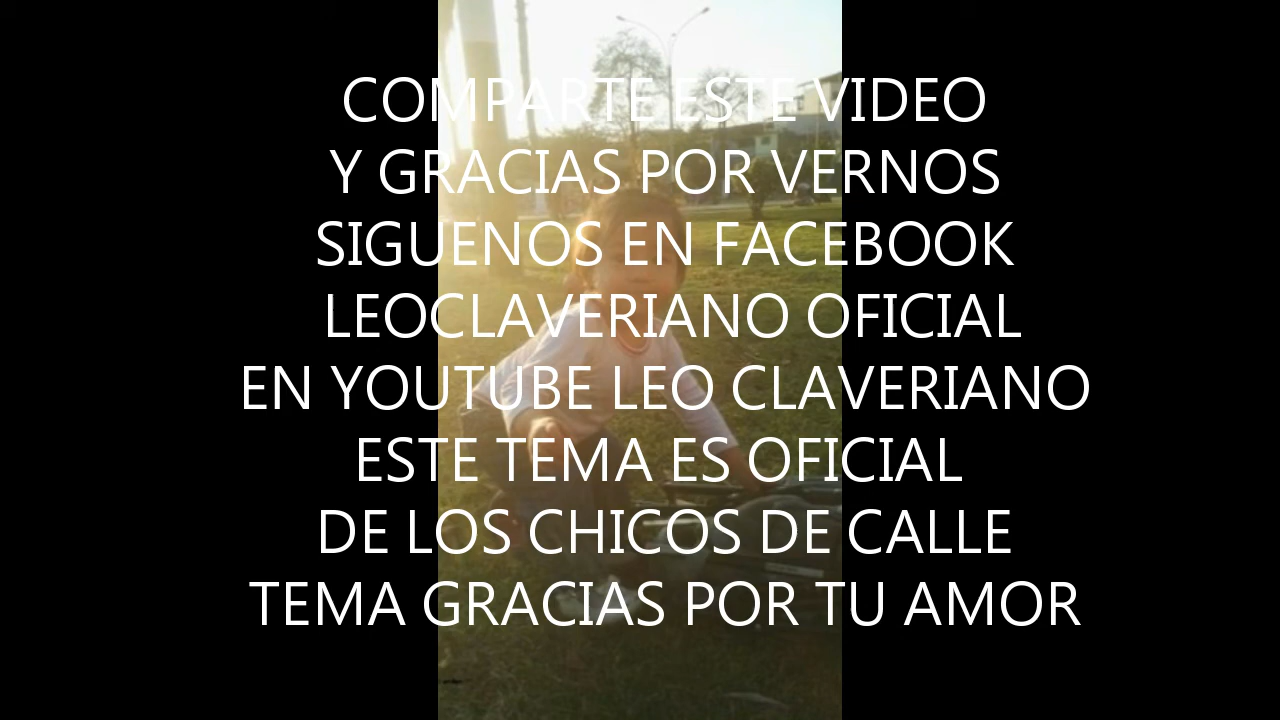 COMPARTE ESTE VIDEO
Y GRACIAS POR VERNOS
SIGUENOS EN FACEBOOK
LEOCLAVERIANO OFICIAL
EN YOUTUBE LEO CLAVERIANO
ESTE TEMA ES OFICIAL
DE LOS CHICOS DE CALLE
TEMA GRACIAS POR TU AMOR